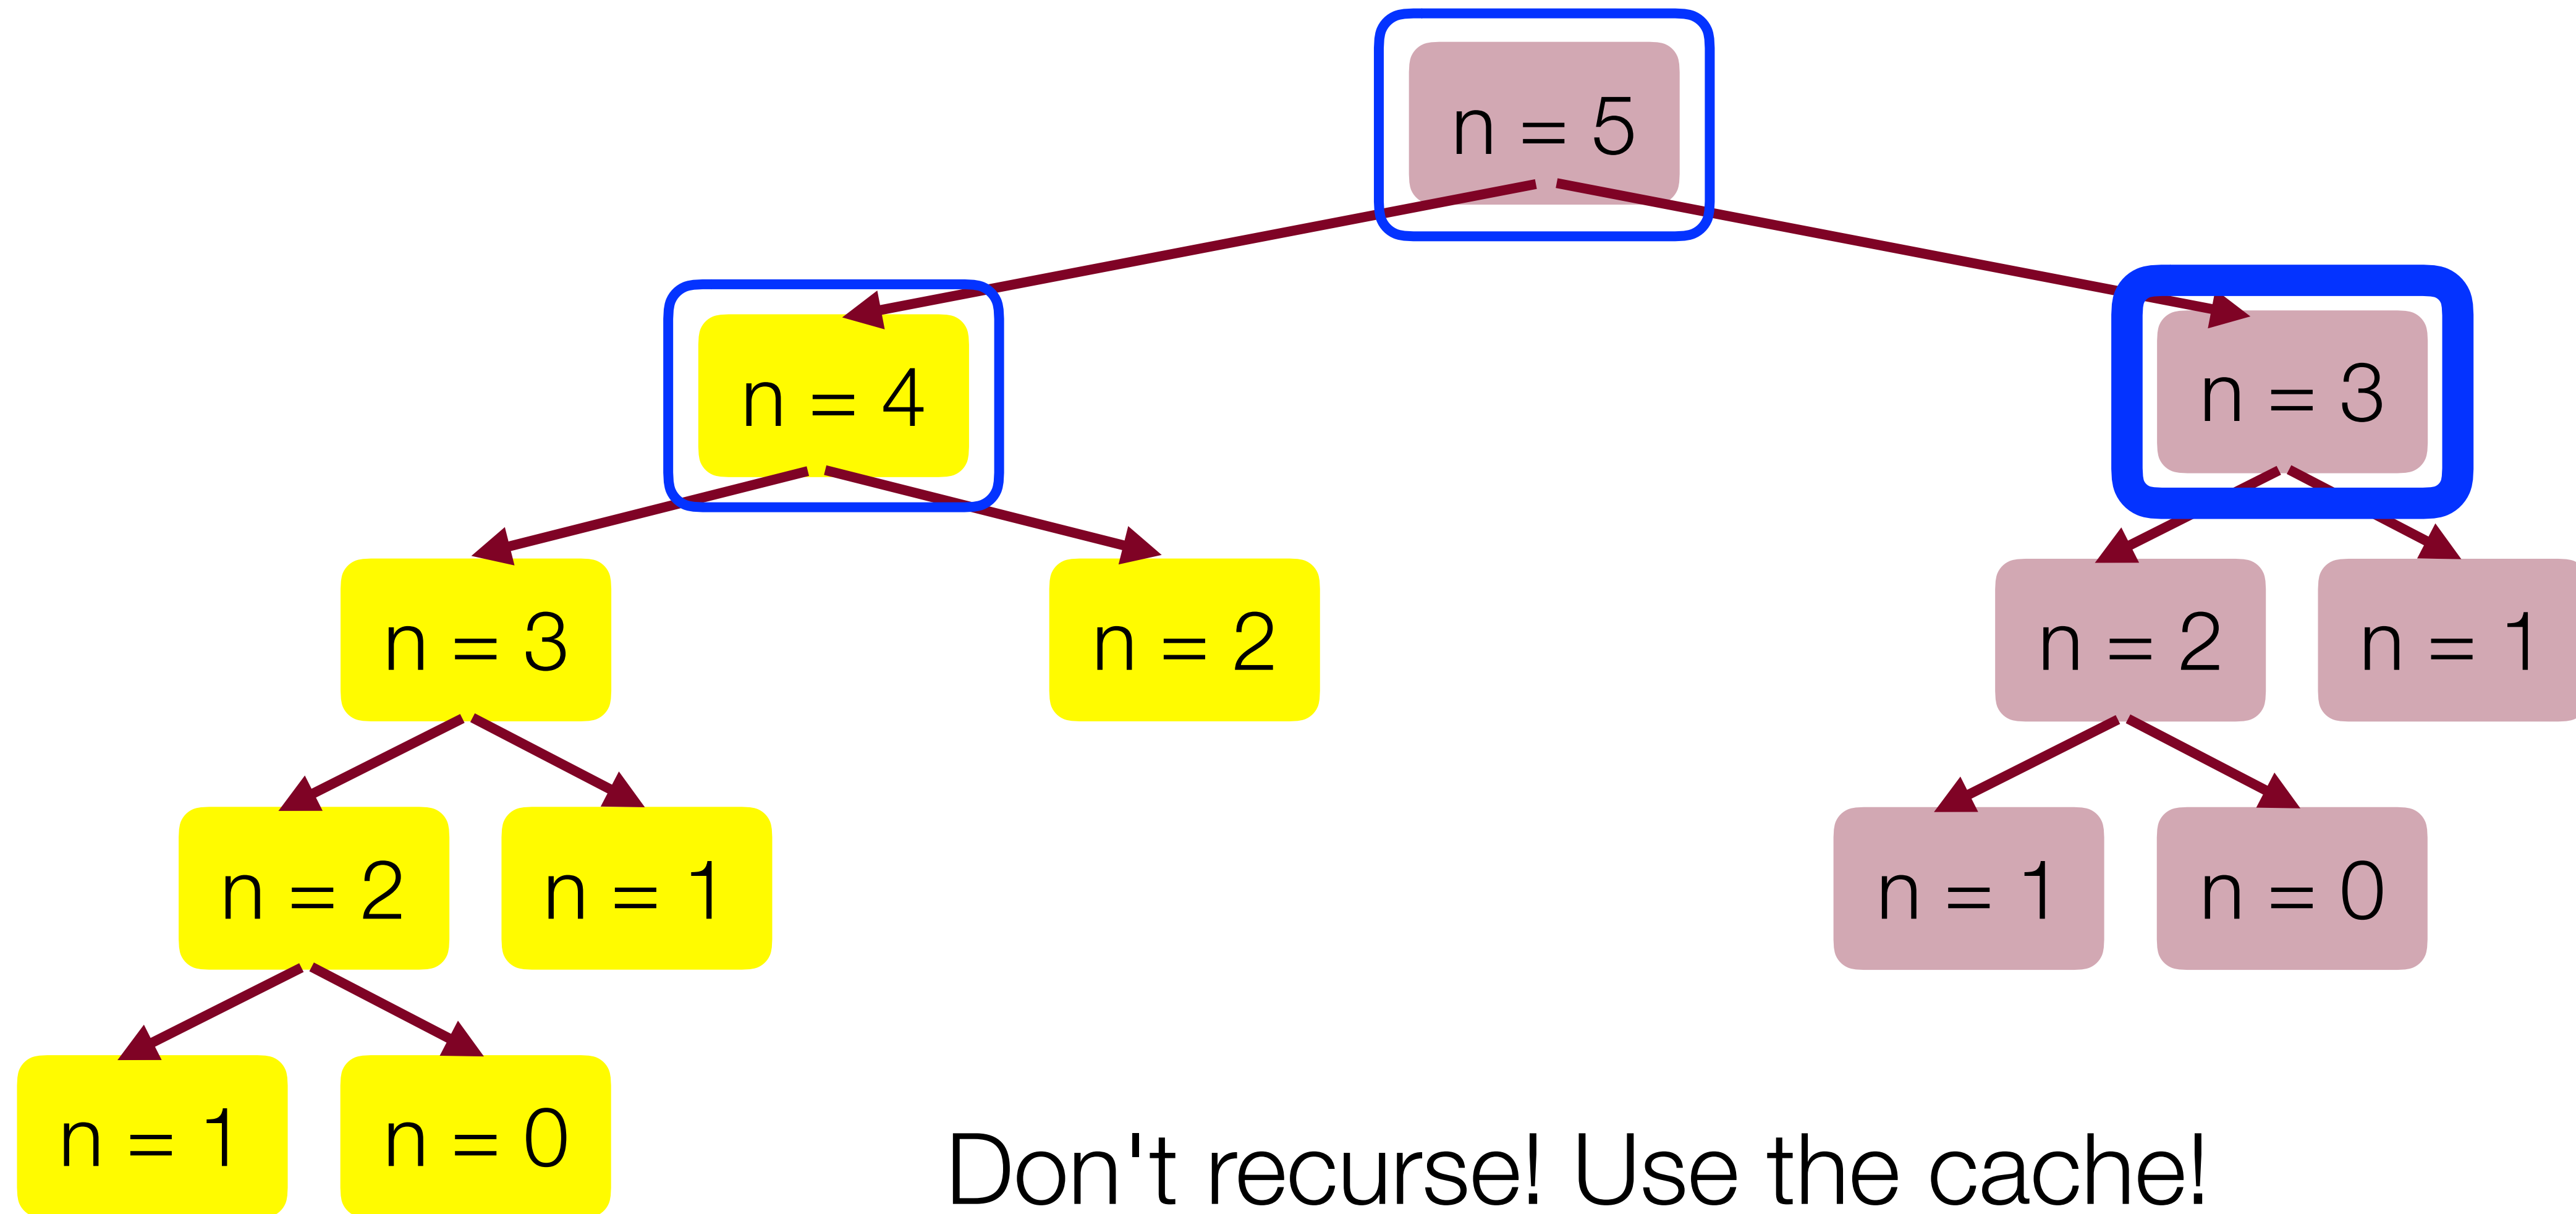 n = 5
n = 4
n = 3
n = 3
n = 2
n = 2
n = 1
n = 2
n = 1
n = 1
n = 0
n = 1
n = 0
Don't recurse! Use the cache!